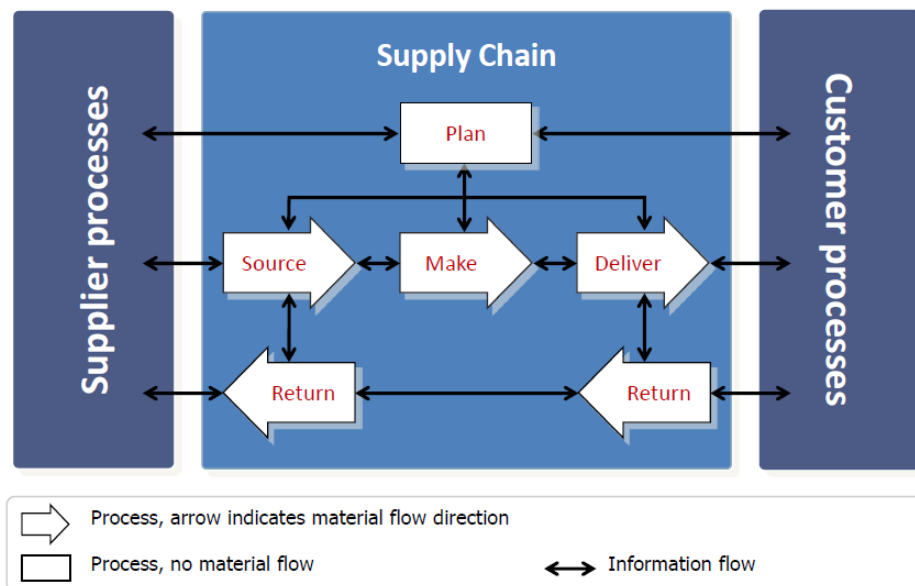 Supplier processes
Supply Chain
Plan
Source
Make
Deliver
Return
Return
Customer processes
Process, arrow indicates material flow direction
Process, no material flow
Information flow